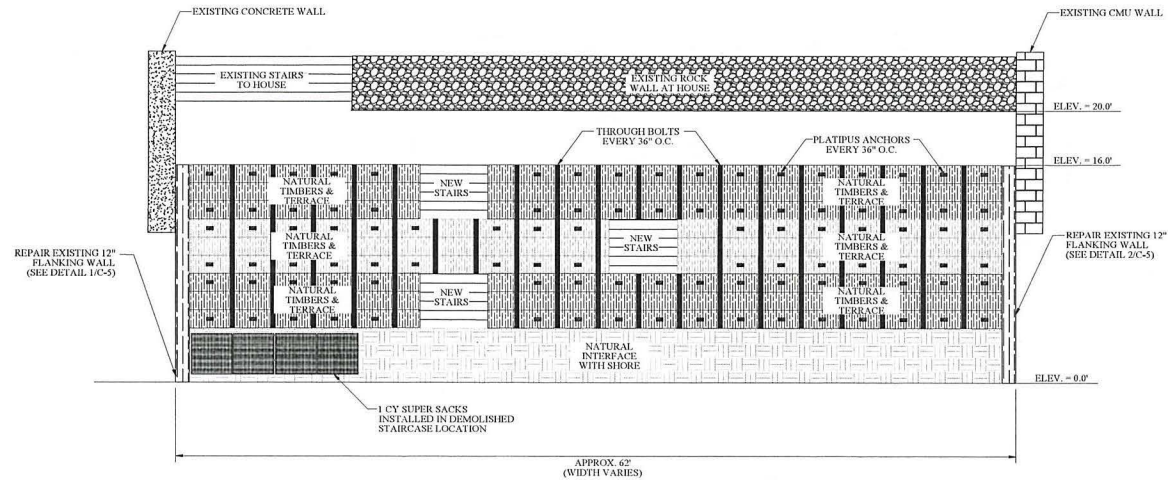 EXISTING CONCRETE WALL
EXISTING CMU WALL
EXISTING STAIRS
TO HOUSE
EXISTING ROCK
WALL AT HOUSE
ELEV. = 20.0'
THROUGH BOLTS
EVERY 36" O.C.
PLATIPUS ANCHORS
EVERY 36" O.C.
ELEV. = 16.0'
NATURAL
TIMBERS &
TERRACE
NEW
STAIRS
NATURAL
TIMBERS &
TERRACE
REPAIR EXISTING 12"
FLANKING WALL
(SEE DETAIL 1/C-5)
NATURAL
TIMBERS &
TERRACE
NEW
STAIRS
NATURAL
TIMBERS &
TERRACE
REPAIR EXISTING 12"
FLANKING WALL
(SEE DETAIL 2/C-5)
NATURAL
TIMBERS &
TERRACE
NEW
STAIRS
NATURAL
TIMBERS &
TERRACE
NATURAL
INTERFACE
WITH SHORE
ELEV. = 0.0'
1 CY SUPER SACKS
INSTALLED IN DEMOLISHED
STAIRCASE LOCATION
APPROX. 62'
(WIDTH VARIES)